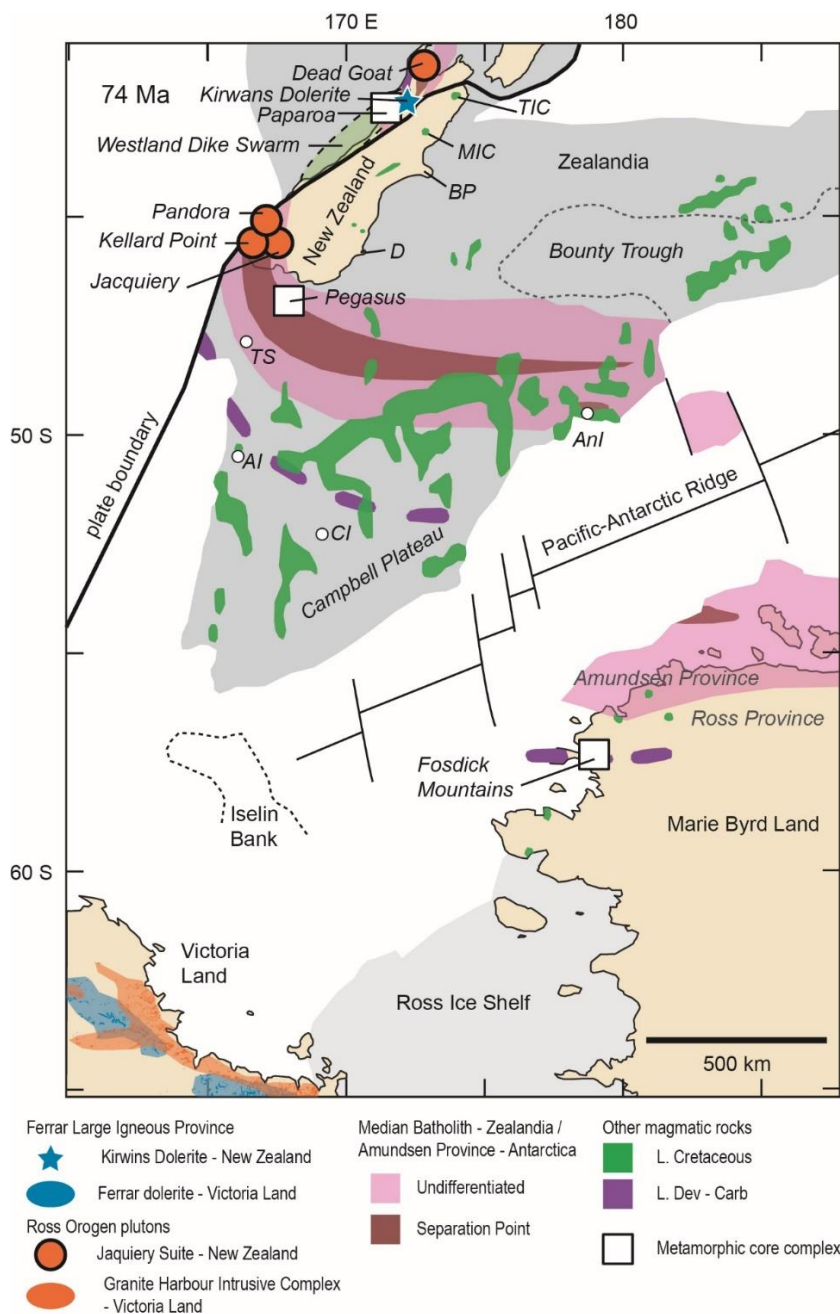 170 E
180
74 Ma
Dead Goat
Kirwans Dolerite
Paparoa
Westland Dike Swarm
TIC
MIC
BP
Zealandia
New Zealand
Pandora
Kellard Point
Jacquiery
D
Bounty Trough
Pegasus
TS
50 S
AI
AnI
CI
Campbell Plateau
plate boundary
Pacific-Antarctic Ridge
Amundsen Province
Ross Province
Fosdick
Mountains
Iselin
Bank
Marie Byrd Land
60 S
Victoria
Land
Ross Ice Shelf
500 km
Ferrar Large Igneous Province
Kirwins Dolerite - New Zealand
Ferrar dolerite - Victoria Land
Ross Orogen plutons
Jaquiery Suite - New Zealand
Granite Harbour Intrusive Complex
- Victoria Land
Median Batholith - Zealandia /
Amundsen Province - Antarctica
Undifferentiated
Separation Point
Other magmatic rocks
L. Cretaceous
L. Dev - Carb
Metamorphic core complex